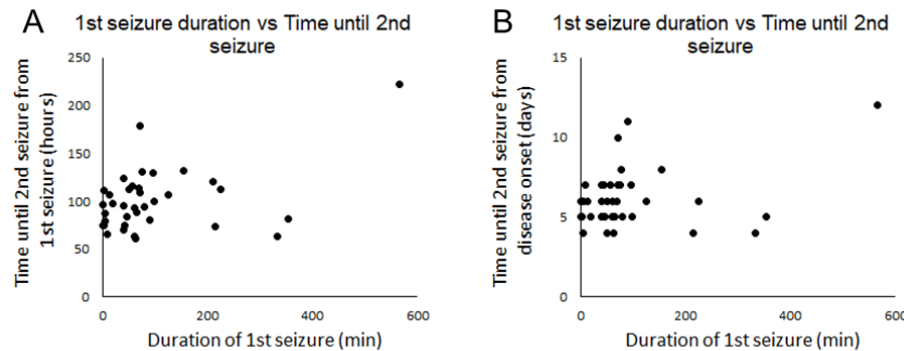 A
1st seizure duration vs Time until 2nd
seizure
Time until 2nd seizure from
1st seizure (hours)
250
200
150
100
50
0
0
200
400
600
Duration of 1st seizure (min)
B
1st seizure duration vs Time until 2nd
seizure
Time until 2nd seizure from
disease onset (days)
15
10
5
0
0
200
400
600
Duration of 1st seizure (min)